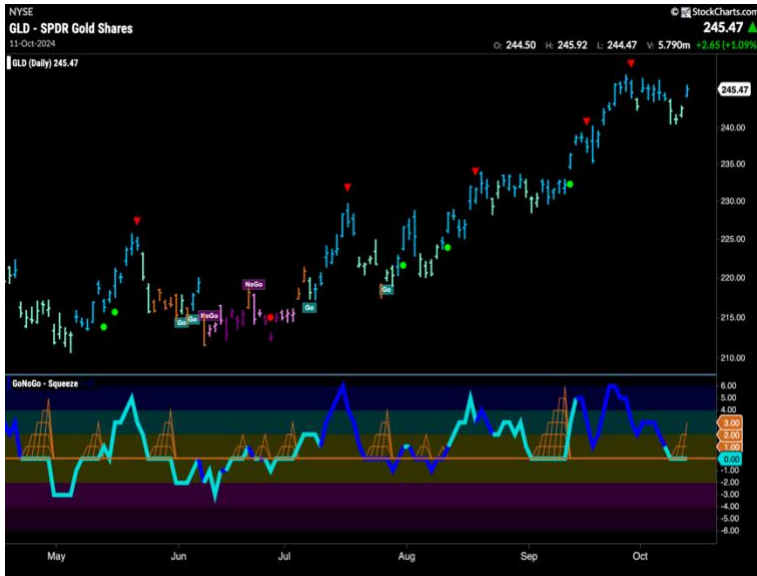 NYSE
© StockCharts.com
GLD - SPDR Gold Shares
245.47
11-Oct-2024
O: 244.50 H: 245.92 L: 244.47 V: 5.790m +2.65 (+1.09%)
GLD (Daily) 245.47
245.47
240.00
235.00
230.00
225.00
220.00
215.00
210.00
NoGo
NoGo
Go
Go
Go
Go
GoNoGo - Squeeze
6.00
5.00
4.00
3.00
2.00
1.00
0.00
-1.00
-2.00
-3.00
-4.00
-5.00
-6.00
May Jun Jul Aug Sep Oct